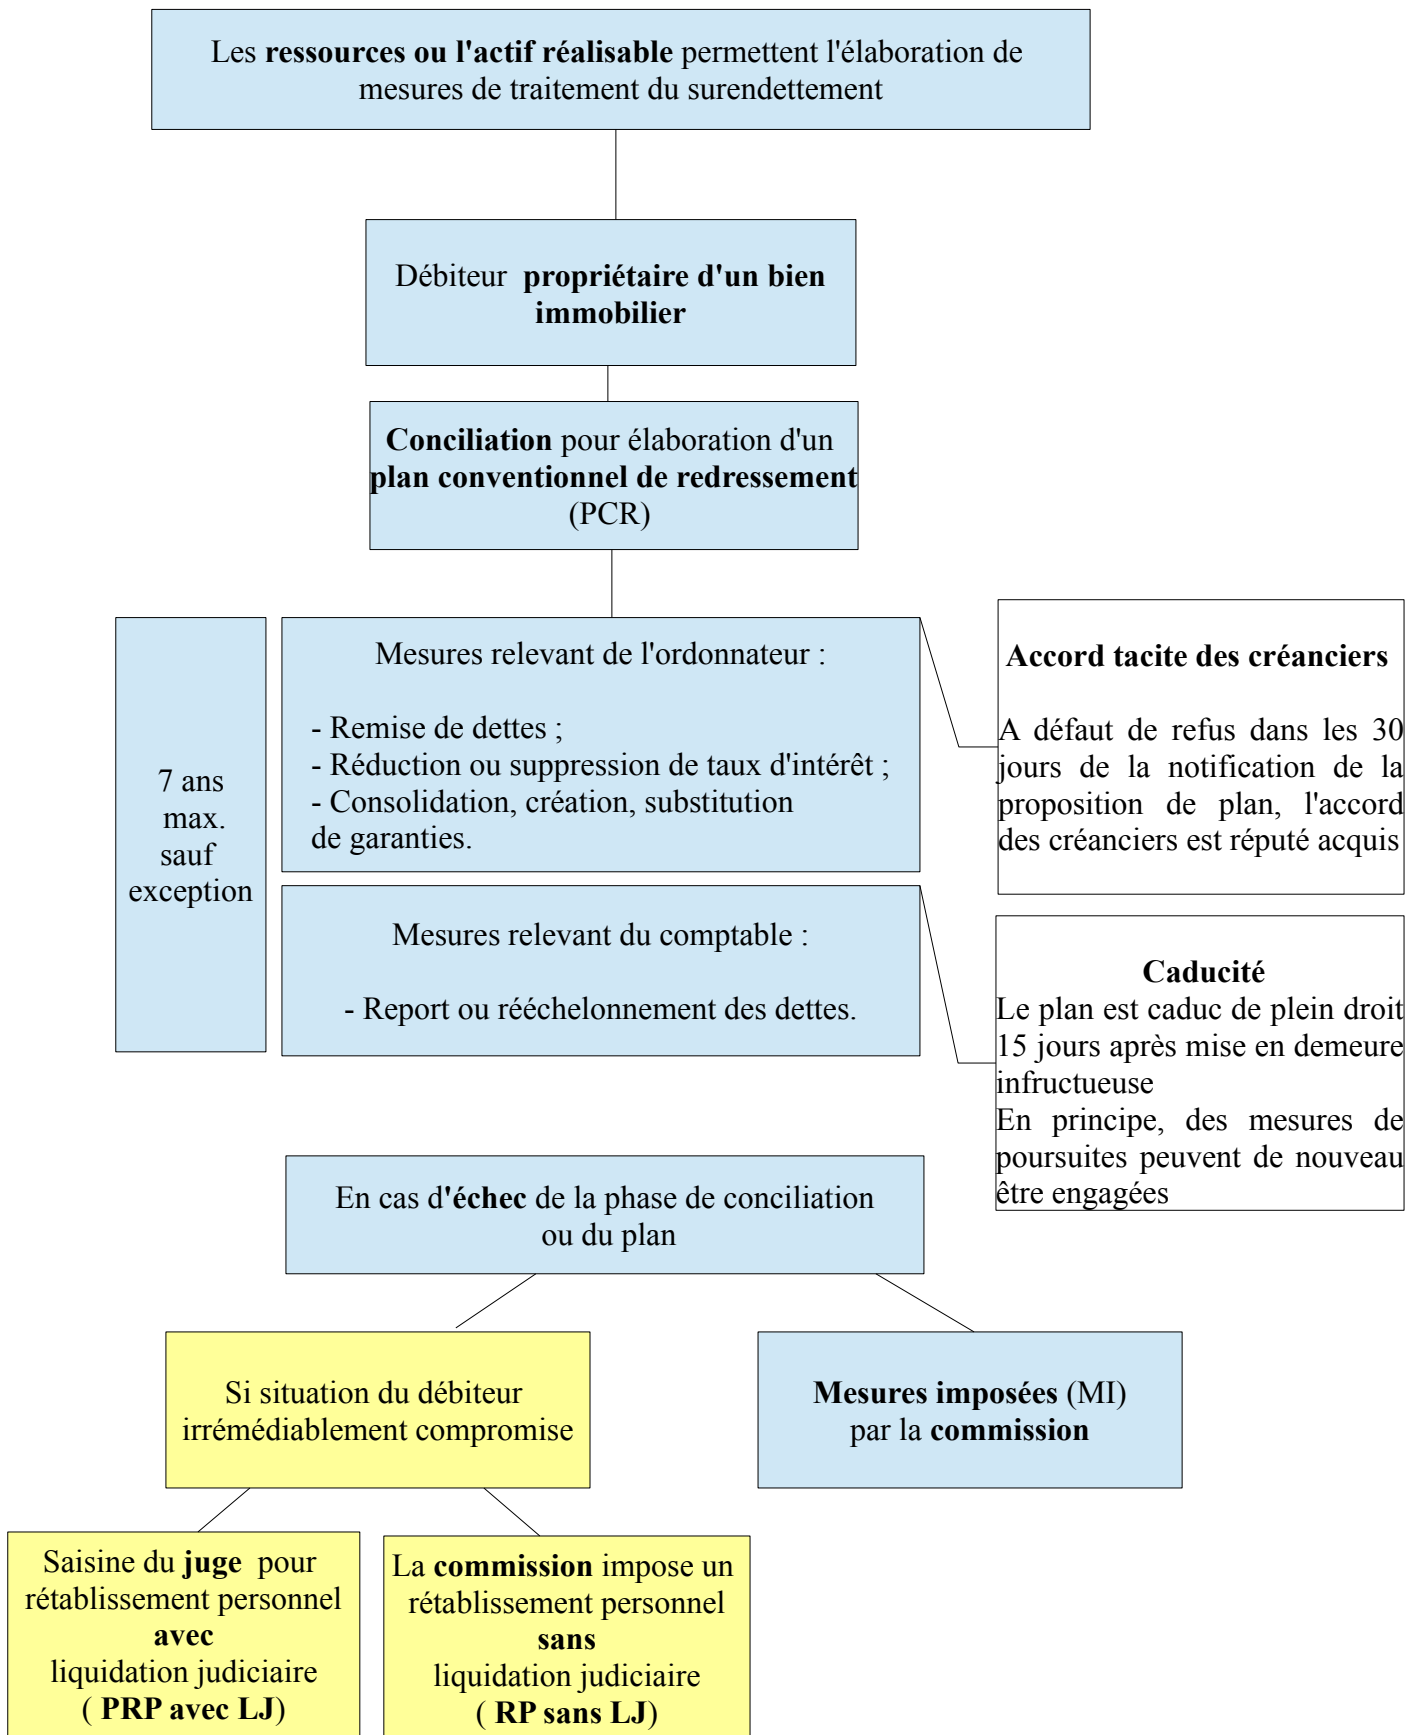 Les ressources ou l'actif réalisable permettent l'élaboration de
mesures de traitement du surendettement
Débiteur propriétaire d'un bien
immobilier
Conciliation pour élaboration d'un
plan conventionnel de redressement
(PCR)
7 ans
max.
sauf
exception
Mesures relevant de l'ordonnateur :
- Remise de dettes ;
- Réduction ou suppression de taux d'intérêt ;
- Consolidation, création, substitution
de garanties.
Accord tacite des créanciers
A défaut de refus dans les 30
jours de la notification de la
proposition de plan, l'accord
des créanciers est réputé acquis
Mesures relevant du comptable :
- Report ou rééchelonnement des dettes.
Caducité
Le plan est caduc de plein droit
15 jours après mise en demeure
infructueuse
En principe, des mesures de
poursuites peuvent de nouveau
être engagées
En cas d'échec de la phase de conciliation
ou du plan
Si situation du débiteur
irrémédiablement compromise
Mesures imposées (MI)
par la commission
Saisine du juge pour
rétablissement personnel
avec
liquidation judiciaire
( PRP avec LJ)
La commission impose un
rétablissement personnel
sans
liquidation judiciaire
( RP sans LJ)